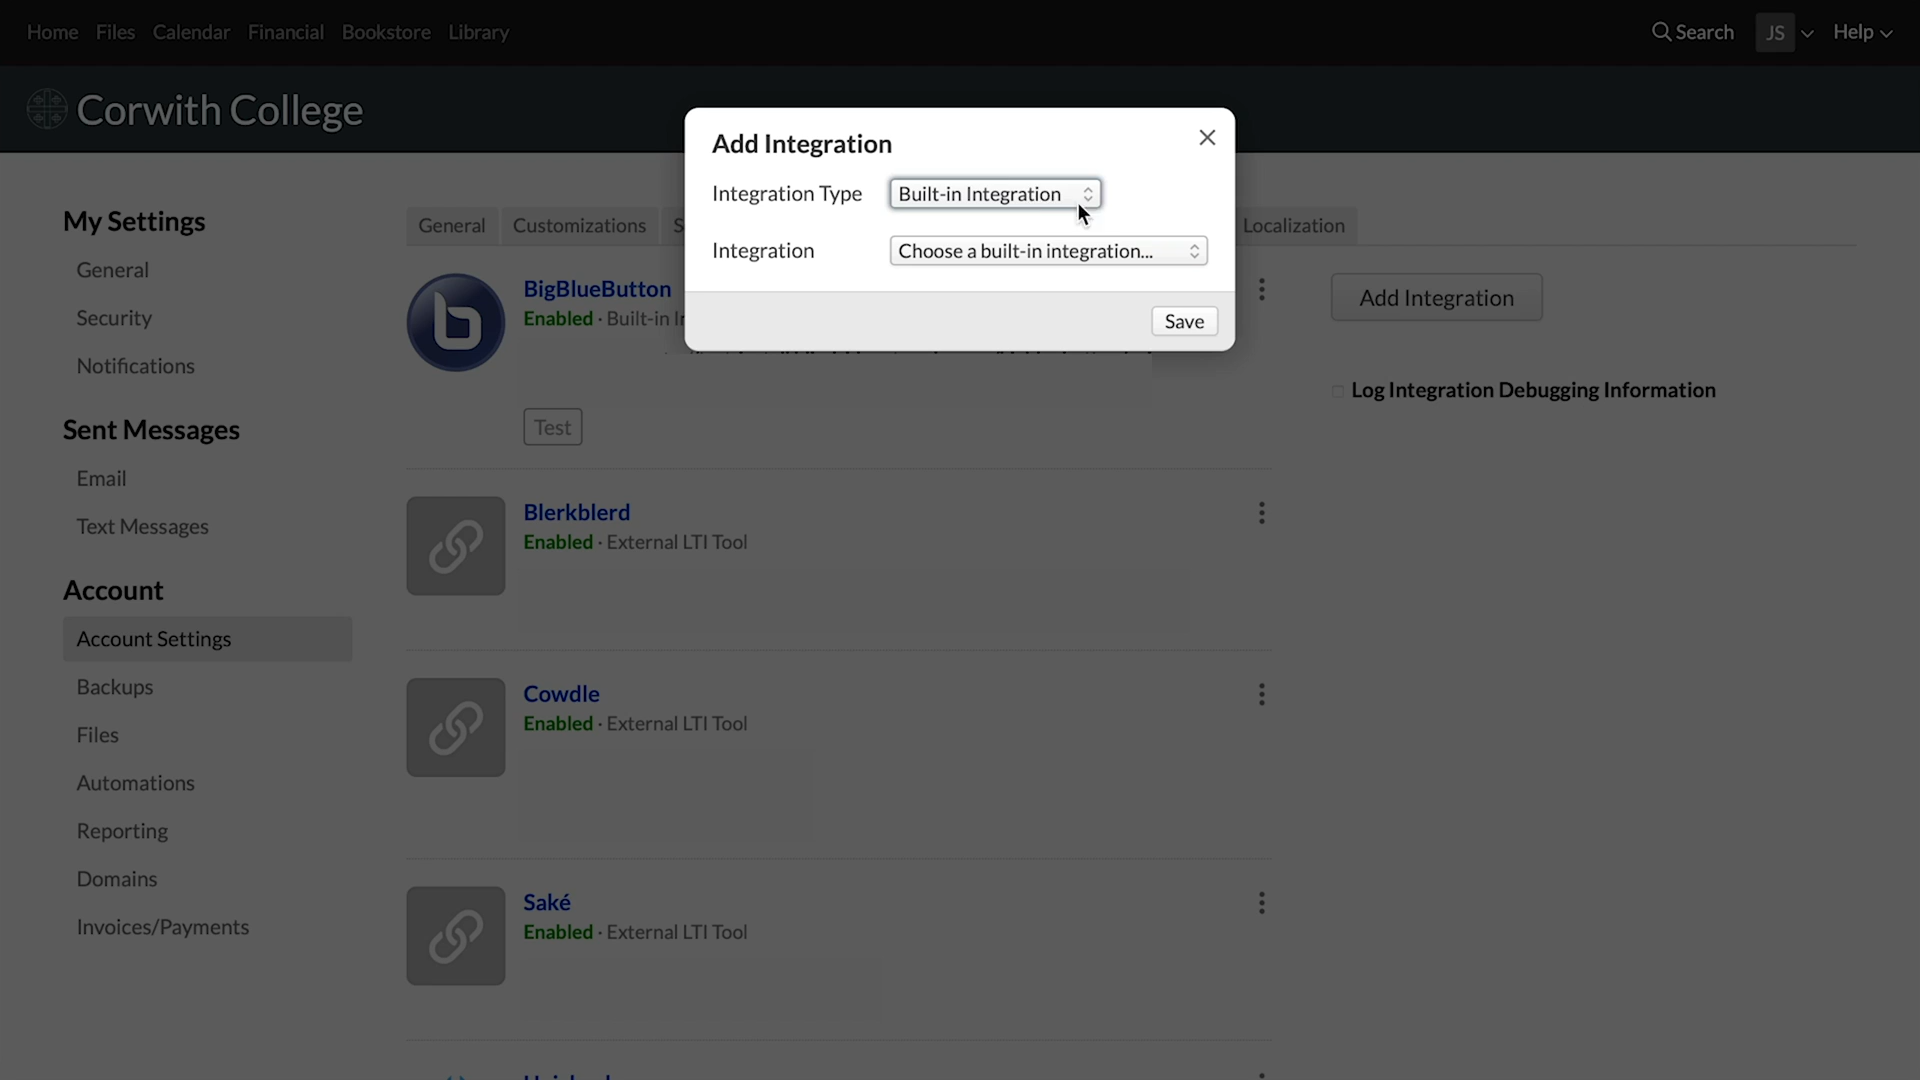 Home Files Calendar Financial Bookstore Library
Search JS Help
Corwith College
Add Integration
Integration Type Built-in Integration
Integration Choose a built-in integration...
Save
My Settings
General
Security
Notifications
Sent Messages
Email
Text Messages
Account
Account Settings
Backups
Files
Automations
Reporting
Domains
Invoices/Payments
General Customizations Localization
BigBlueButton
Enabled · Built-in
Test
Blerkblerd
Enabled · External LTI Tool
Cowdle
Enabled · External LTI Tool
Saké
Enabled · External LTI Tool
Add Integration
Log Integration Debugging Information